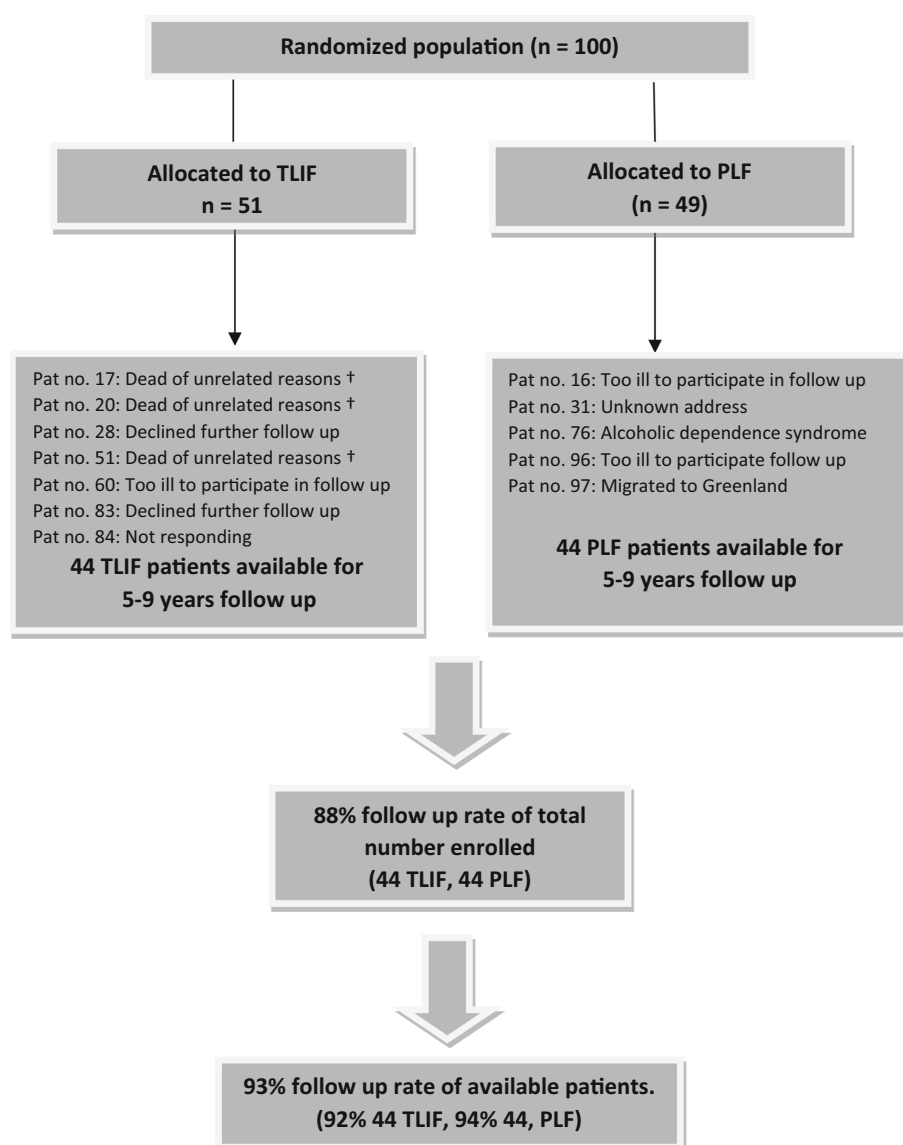 Randomized population (n = 100)
Allocated to TLIF
n = 51
Allocated to PLF
(n = 49)
Pat no. 17: Dead of unrelated reasons †
Pat no. 20: Dead of unrelated reasons †
Pat no. 28: Declined further follow up
Pat no. 51: Dead of unrelated reasons †
Pat no. 60: Too ill to participate in follow up
Pat no. 83: Declined further follow up
Pat no. 84: Not responding
44 TLIF patients available for
5-9 years follow up
Pat no. 16: Too ill to participate in follow up
Pat no. 31: Unknown address
Pat no. 76: Alcoholic dependence syndrome
Pat no. 96: Too ill to participate follow up
Pat no. 97: Migrated to Greenland
44 PLF patients available for
5-9 years follow up
88% follow up rate of total
number enrolled
(44 TLIF, 44 PLF)
93% follow up rate of available patients.
(92% 44 TLIF, 94% 44, PLF)